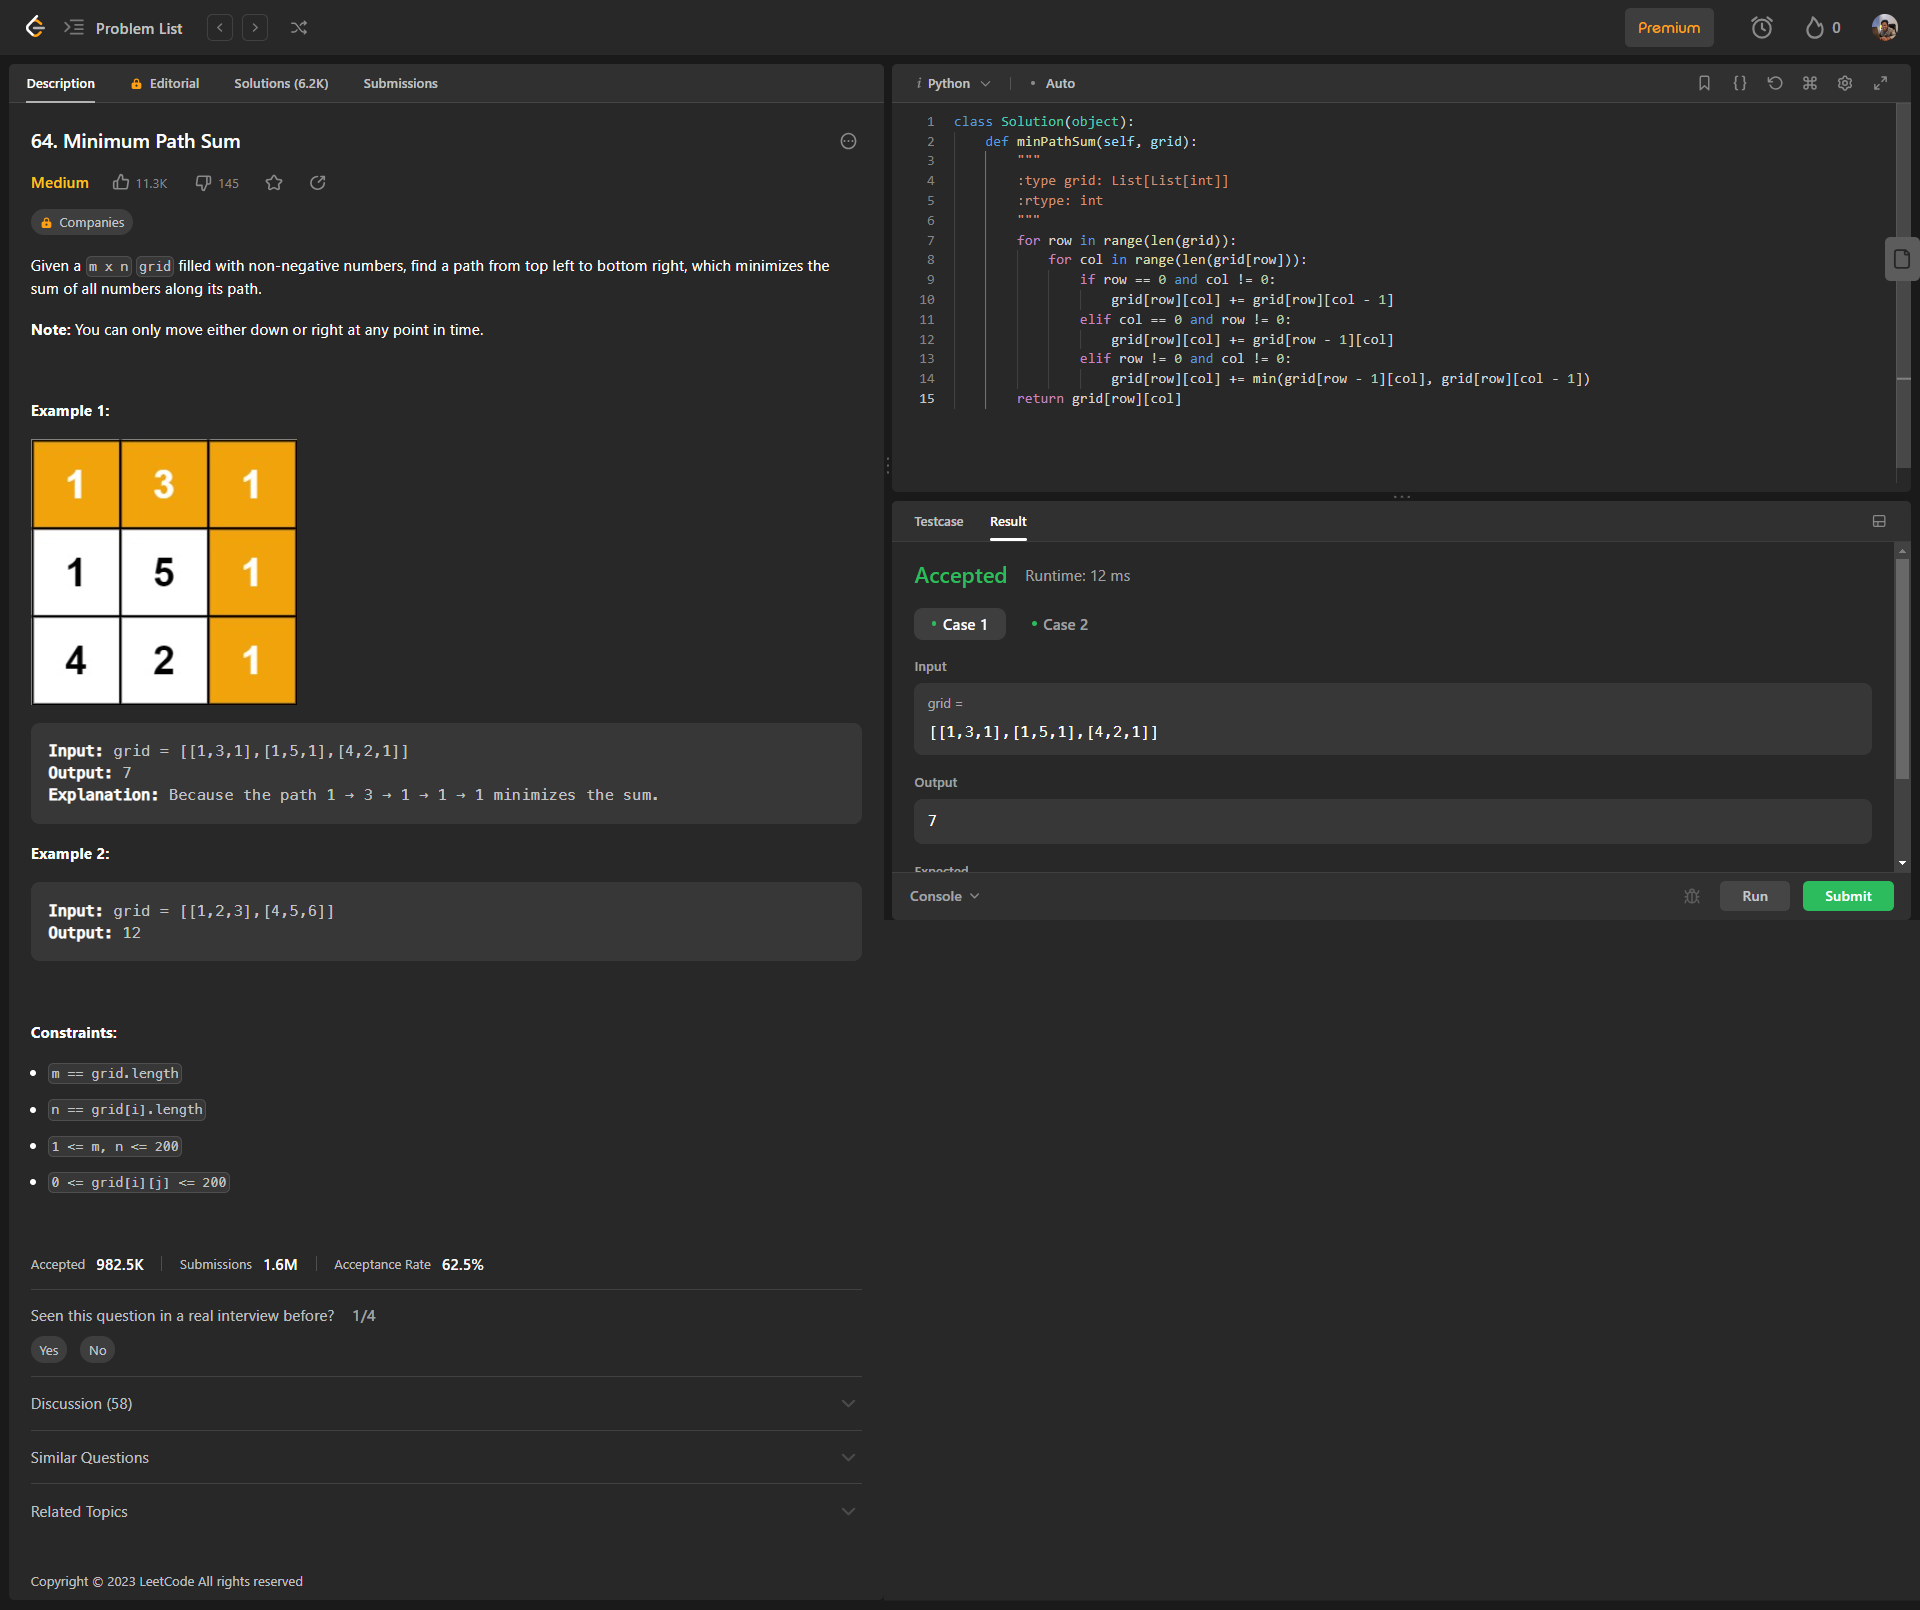 Problem List
Premium
0
Description
Editorial
Solutions (6.2K)
Submissions
64. Minimum Path Sum
Medium
11.3K
145
Companies
Given a m x n grid filled with non-negative numbers, find a path from top left to bottom right, which minimizes the
sum of all numbers along its path.
Note: You can only move either down or right at any point in time.
Example 1:
1 3 1
1 5 1
4 2 1
Input: grid = [[1,3,1],[1,5,1],[4,2,1]]
Output: 7
Explanation: Because the path 1 → 3 → 1 → 1 → 1 minimizes the sum.
Example 2:
Input: grid = [[1,2,3],[4,5,6]]
Output: 12
Constraints:
m == grid.length
n == grid[i].length
1 <= m, n <= 200
0 <= grid[i][j] <= 200
Accepted 982.5K
Submissions 1.6M
Acceptance Rate 62.5%
Seen this question in a real interview before? 1/4
Yes
No
Discussion (58)
Similar Questions
Related Topics
Copyright © 2023 LeetCode All rights reserved
i Python
Auto
{}
1 class Solution(object):
2 def minPathSum(self, grid):
3 """
4 :type grid: List[List[int]]
5 :rtype: int
6 """
7 for row in range(len(grid)):
8 for col in range(len(grid[row])):
9 if row == 0 and col != 0:
10 grid[row][col] += grid[row][col - 1]
11 elif col == 0 and row != 0:
12 grid[row][col] += grid[row - 1][col]
13 elif row != 0 and col != 0:
14 grid[row][col] += min(grid[row - 1][col], grid[row][col - 1])
15 return grid[row][col]
Testcase
Result
Accepted
Runtime: 12 ms
Case 1
Case 2
Input
grid =
[[1,3,1],[1,5,1],[4,2,1]]
Output
7
Expected
Console
Run
Submit